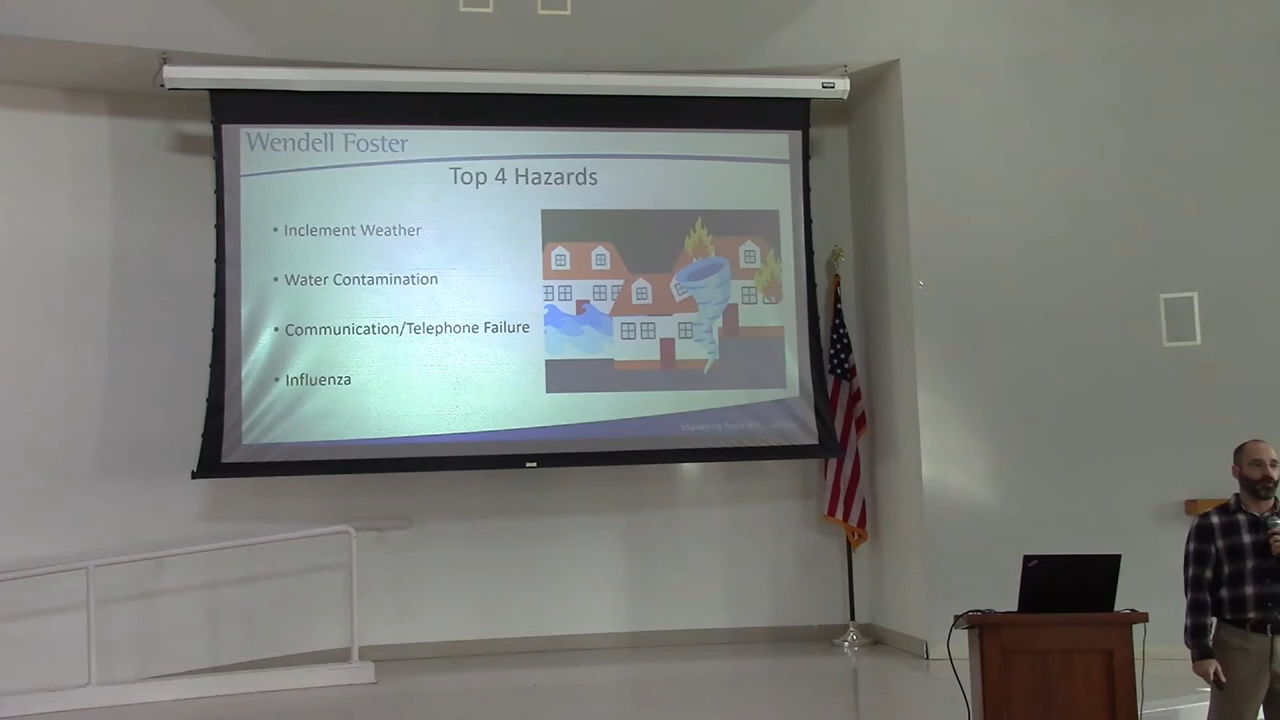 Wendell Foster
Top 4 Hazards
• Inclement Weather
• Water Contamination
• Communication/Telephone Failure
• Influenza